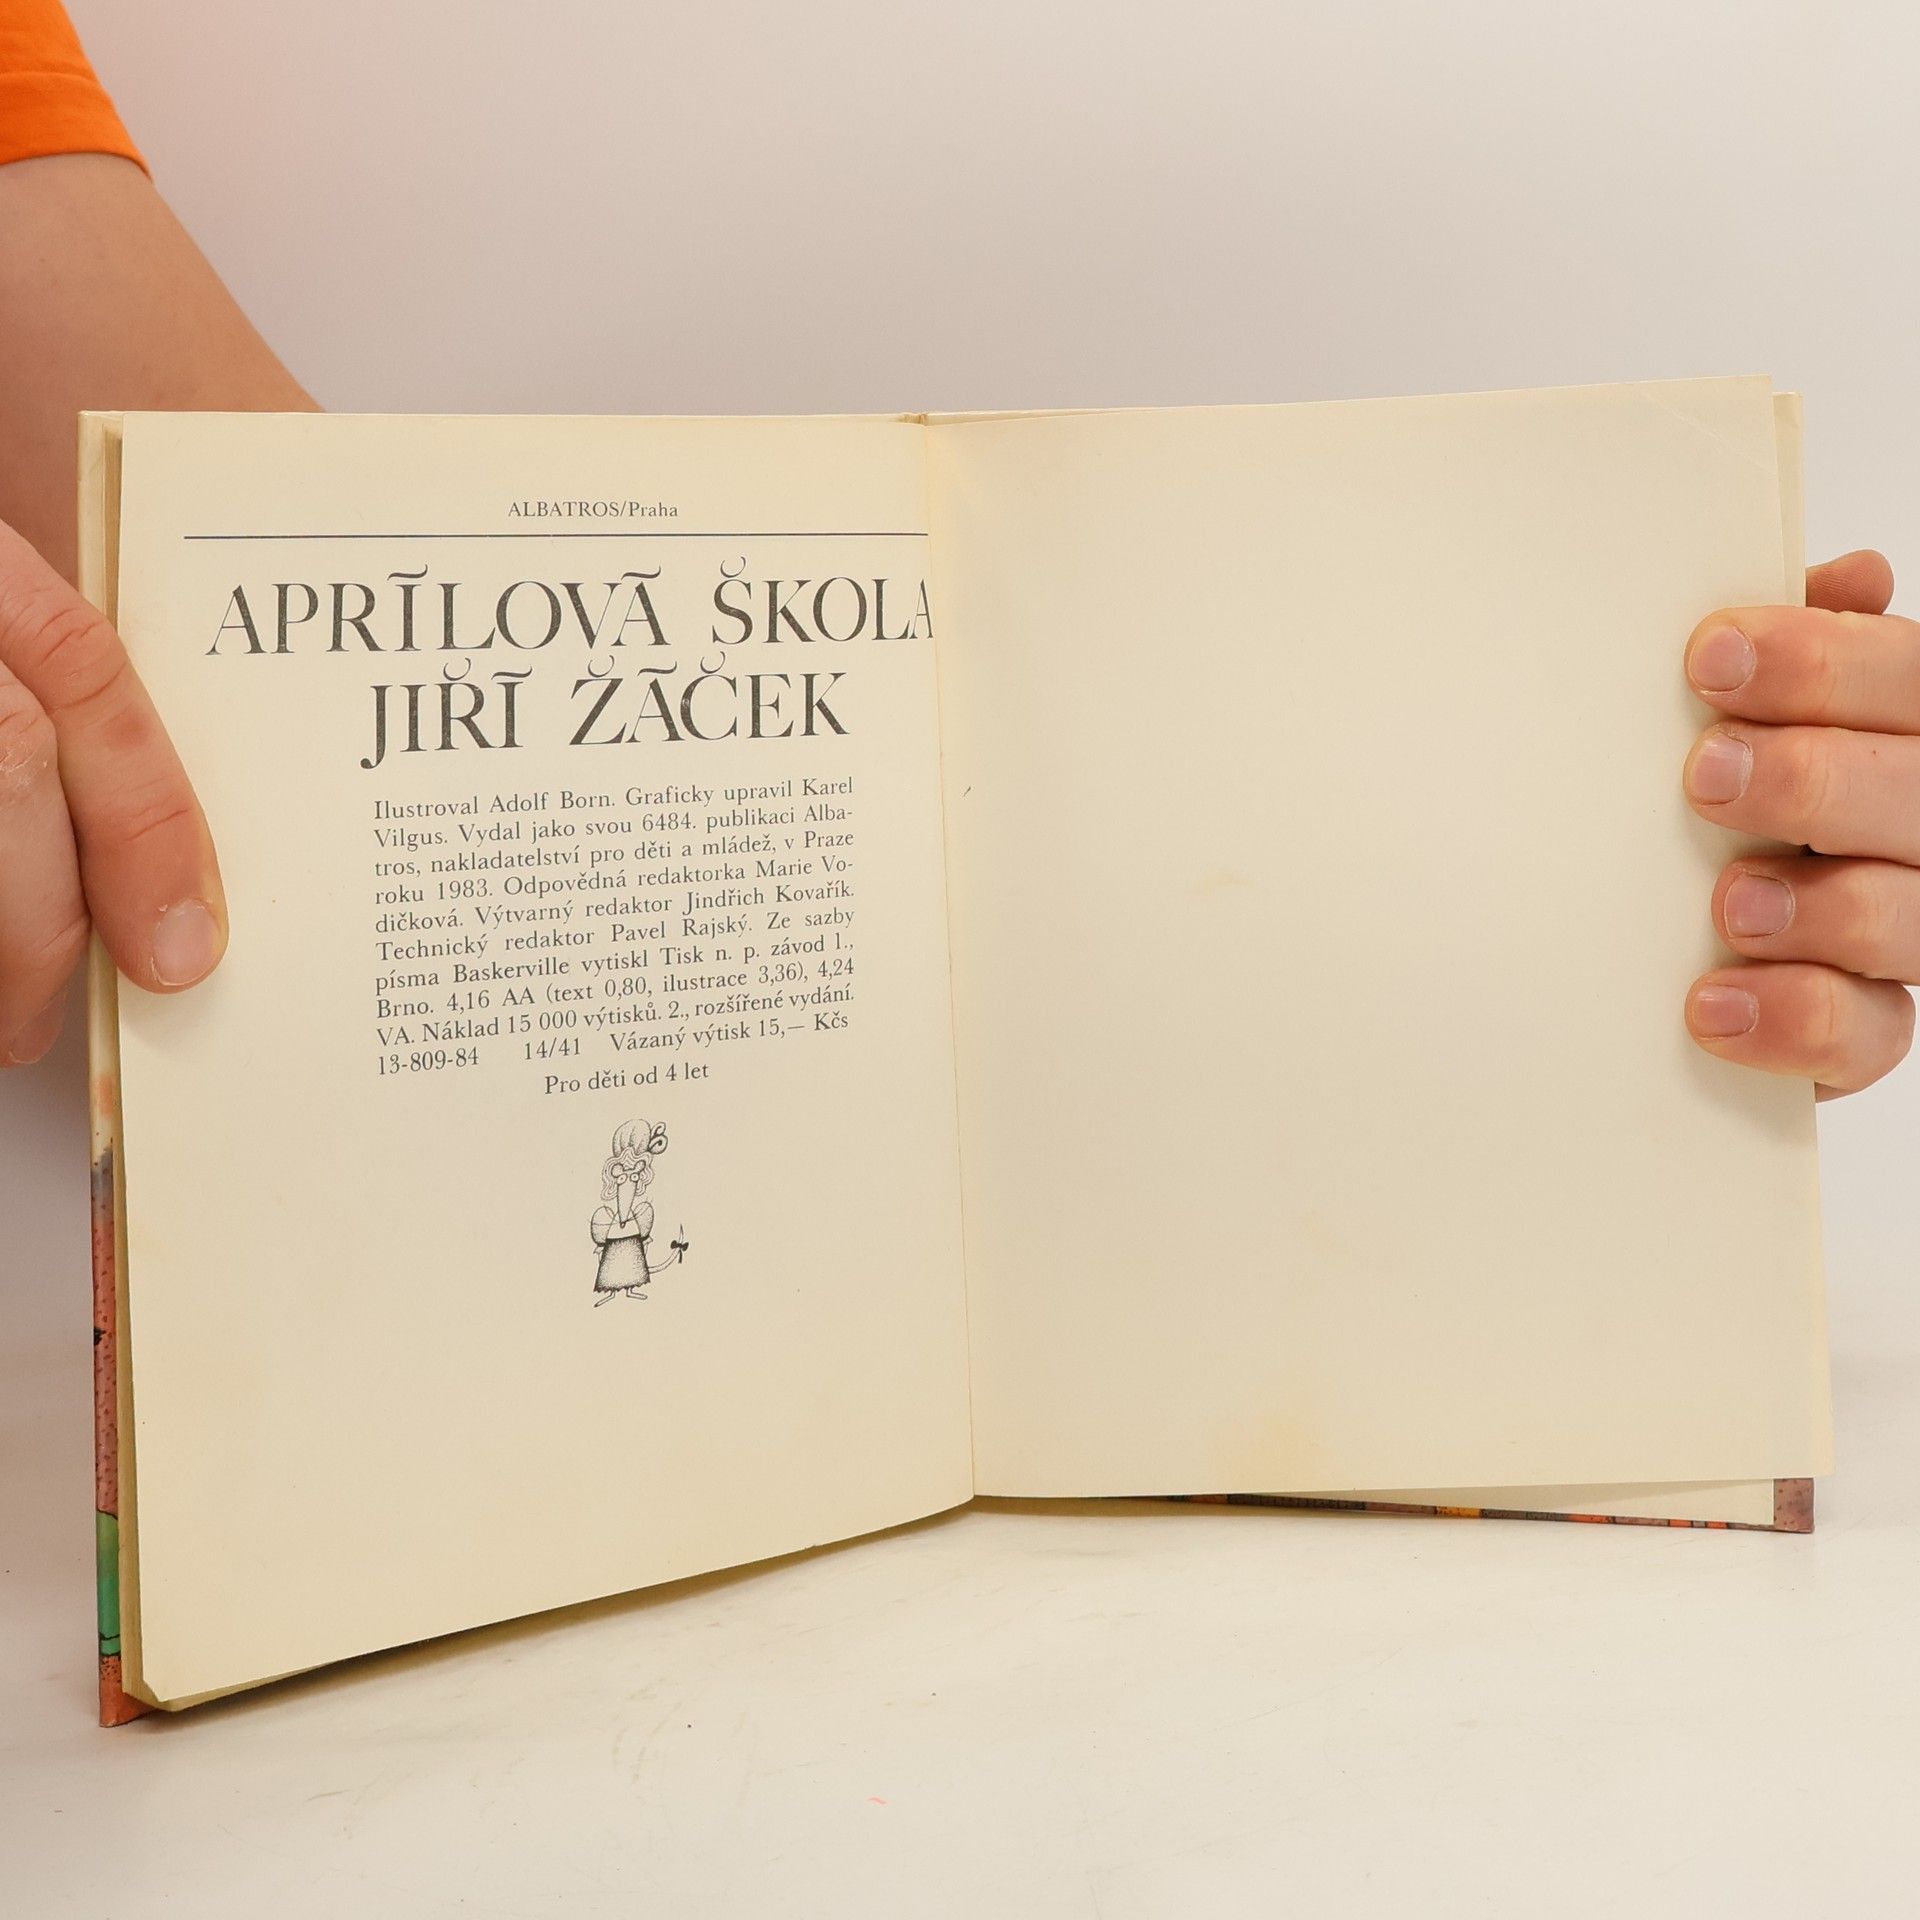 ALBATROS/Praha
APRÍLOVÁ ŠKOLA
JIŘÍ ŽÁČEK
Ilustroval Adolf Born. Graficky upravil Karel
Vilgus. Vydal jako svou 6484. publikaci Alba-
tros, nakladatelství pro děti a mládež, v Praze
roku 1983. Odpovědná redaktorka Marie Vo-
dičková. Výtvarný redaktor Jindřich Kovařík.
Technický redaktor Pavel Rajský. Ze sazby
písma Baskerville vytiskl Tisk n. p. závod 1.,
Brno. 4,16 AA (text 0,80, ilustrace 3,36), 4,24
VA. Náklad 15 000 výtisků. 2., rozšířené vydání.
13-809-84 14/41 Vázaný výtisk 15,— Kčs
Pro děti od 4 let